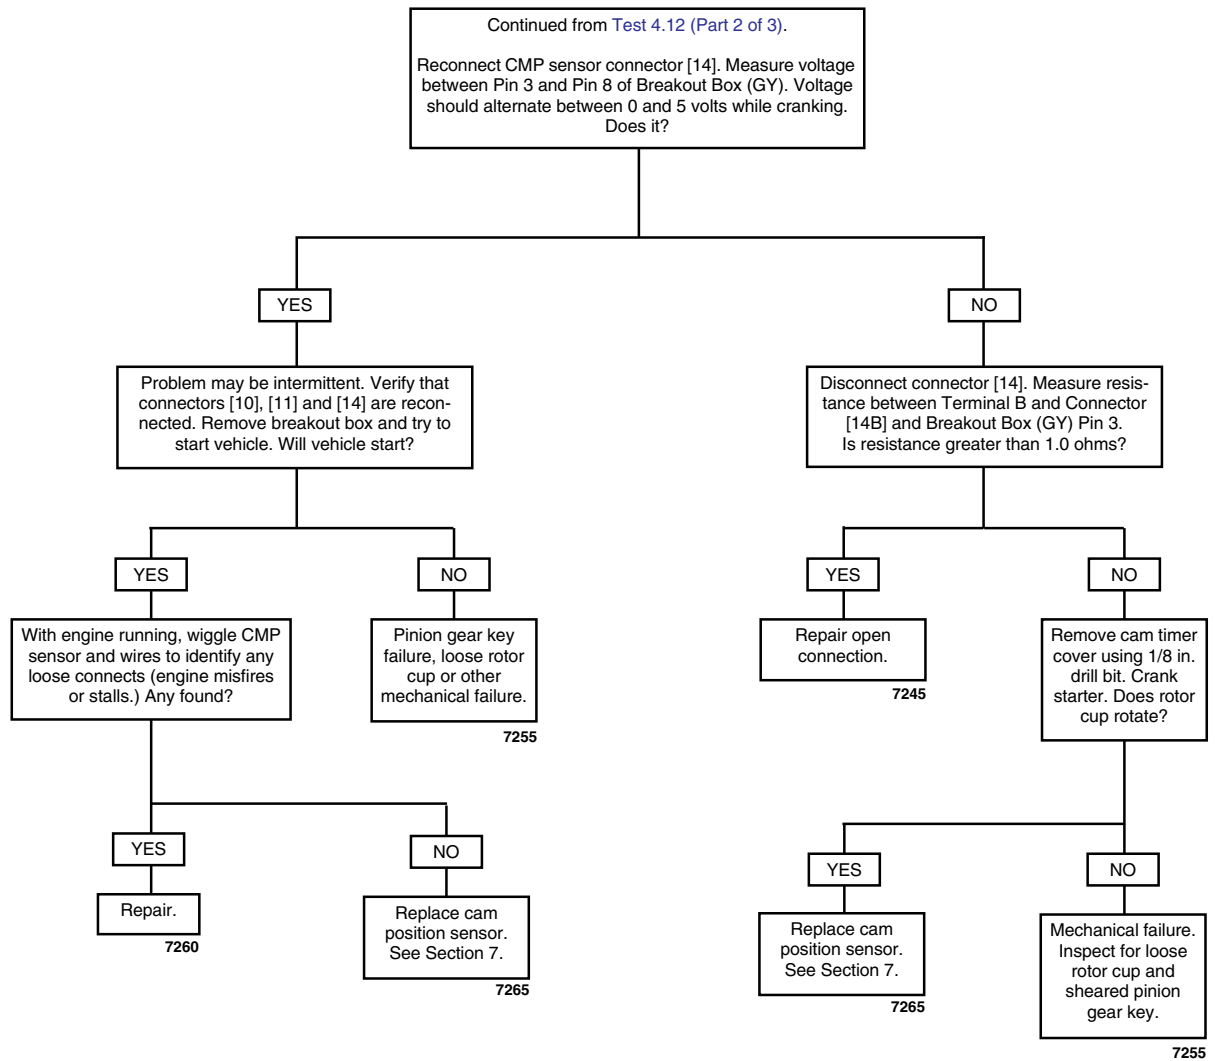 Continued from Test 4.12 (Part 2 of 3).
Reconnect CMP sensor connector [14]. Measure voltage
between Pin 3 and Pin 8 of Breakout Box (GY). Voltage
should alternate between 0 and 5 volts while cranking.
Does it?
YES
NO
Problem may be intermittent. Verify that
connectors [10], [11] and [14] are recon-
nected. Remove breakout box and try to
start vehicle. Will vehicle start?
Disconnect connector [14]. Measure resis-
tance between Terminal B and Connector
[14B] and Breakout Box (GY) Pin 3.
Is resistance greater than 1.0 ohms?
YES
NO
YES
NO
With engine running, wiggle CMP
sensor and wires to identify any
loose connects (engine misfires
or stalls.) Any found?
Pinion gear key
failure, loose rotor
cup or other
mechanical failure.
7255
Repair open
connection.
7245
Remove cam timer
cover using 1/8 in.
drill bit. Crank
starter. Does rotor
cup rotate?
YES
NO
YES
NO
Repair.
7260
Replace cam
position sensor.
See Section 7.
7265
Replace cam
position sensor.
See Section 7.
7265
Mechanical failure.
Inspect for loose
rotor cup and
sheared pinion
gear key.
7255